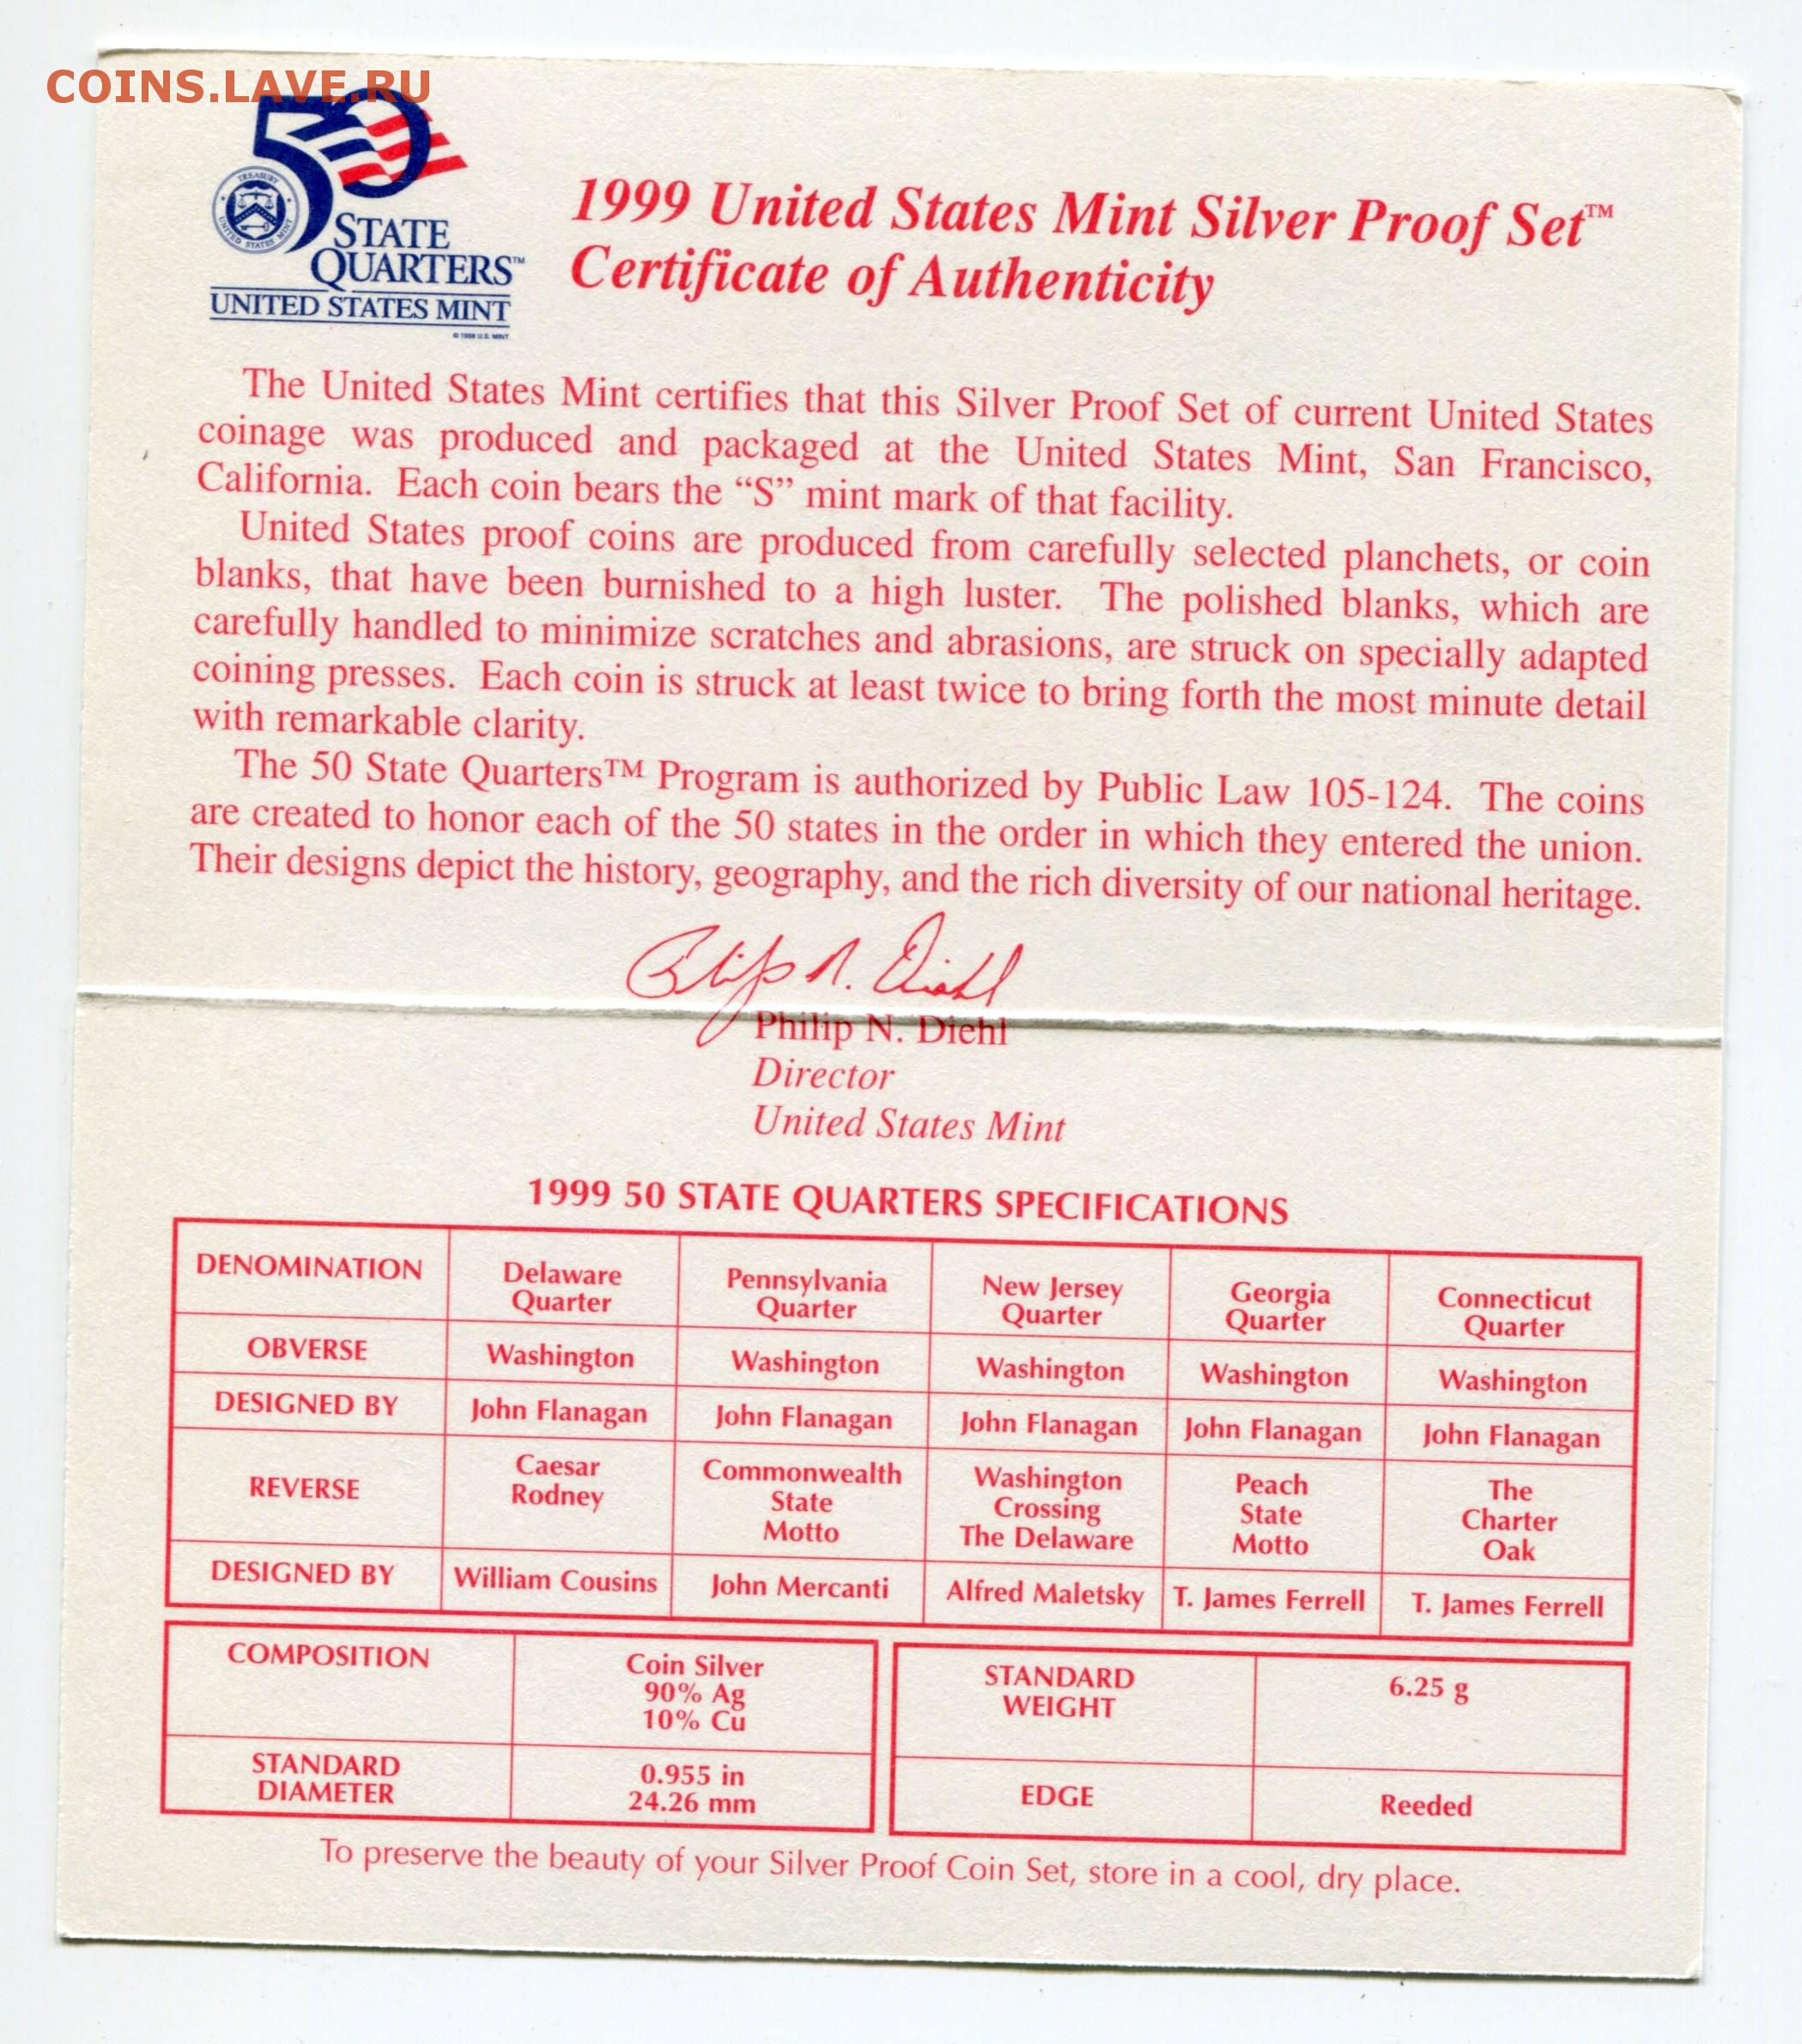 COINS.LAVE.RU
50
TREASURY
UNITED STATES MINT
STATE
QUARTERS™
UNITED STATES MINT
© 1998 U.S. MINT
1999 United States Mint Silver Proof Set™
Certificate of Authenticity
The United States Mint certifies that this Silver Proof Set of current United States
coinage was produced and packaged at the United States Mint, San Francisco,
California. Each coin bears the “S” mint mark of that facility.
United States proof coins are produced from carefully selected planchets, or coin
blanks, that have been burnished to a high luster. The polished blanks, which are
carefully handled to minimize scratches and abrasions, are struck on specially adapted
coining presses. Each coin is struck at least twice to bring forth the most minute detail
with remarkable clarity.
The 50 State Quarters™ Program is authorized by Public Law 105-124. The coins
are created to honor each of the 50 states in the order in which they entered the union.
Their designs depict the history, geography, and the rich diversity of our national heritage.
Philip N. Diehl
Philip N. Diehl
Director
United States Mint
1999 50 STATE QUARTERS SPECIFICATIONS
DENOMINATION Delaware Quarter Pennsylvania Quarter New Jersey Quarter Georgia Quarter Connecticut Quarter
OBVERSE Washington Washington Washington Washington Washington
DESIGNED BY John Flanagan John Flanagan John Flanagan John Flanagan John Flanagan
REVERSE Caesar Rodney Commonwealth State Motto Washington Crossing The Delaware Peach State Motto The Charter Oak
DESIGNED BY William Cousins John Mercanti Alfred Maletsky T. James Ferrell T. James Ferrell
COMPOSITION Coin Silver 90% Ag 10% Cu
STANDARD DIAMETER 0.955 in 24.26 mm
STANDARD WEIGHT 6.25 g
EDGE Reeded
To preserve the beauty of your Silver Proof Coin Set, store in a cool, dry place.